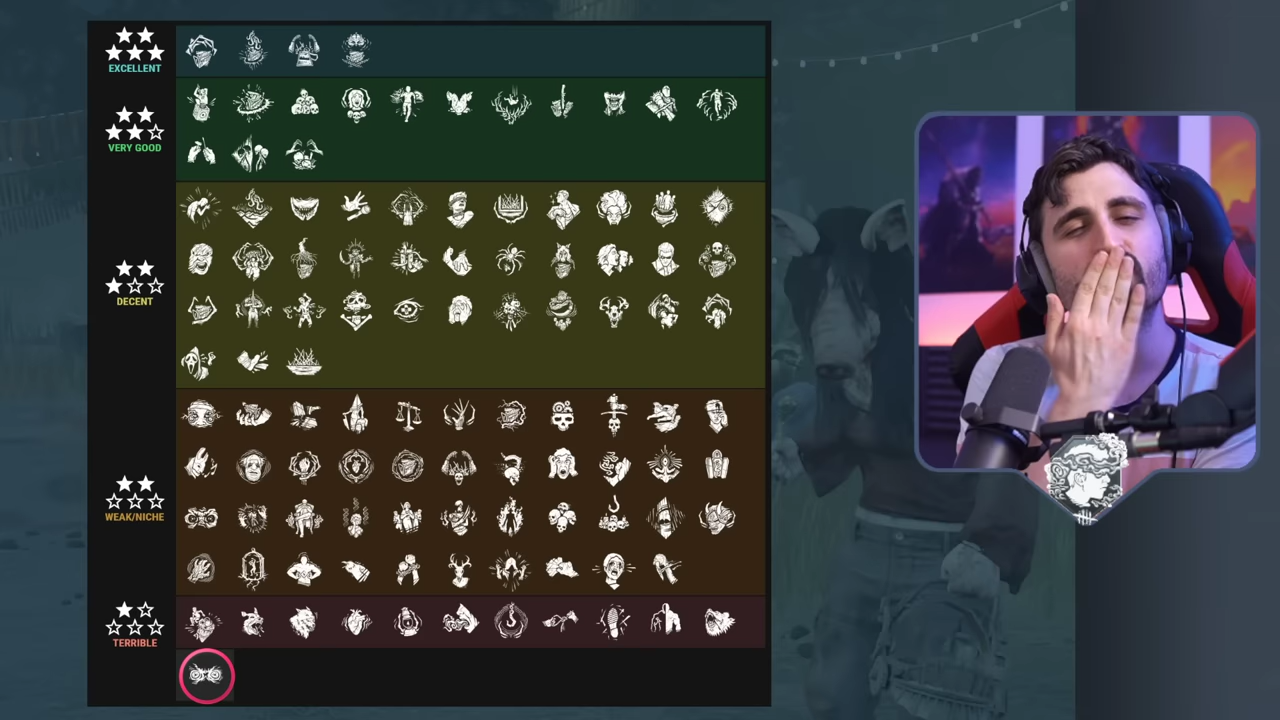 EXCELLENT
VERY GOOD
DECENT
WEAK/NICHE
TERRIBLE